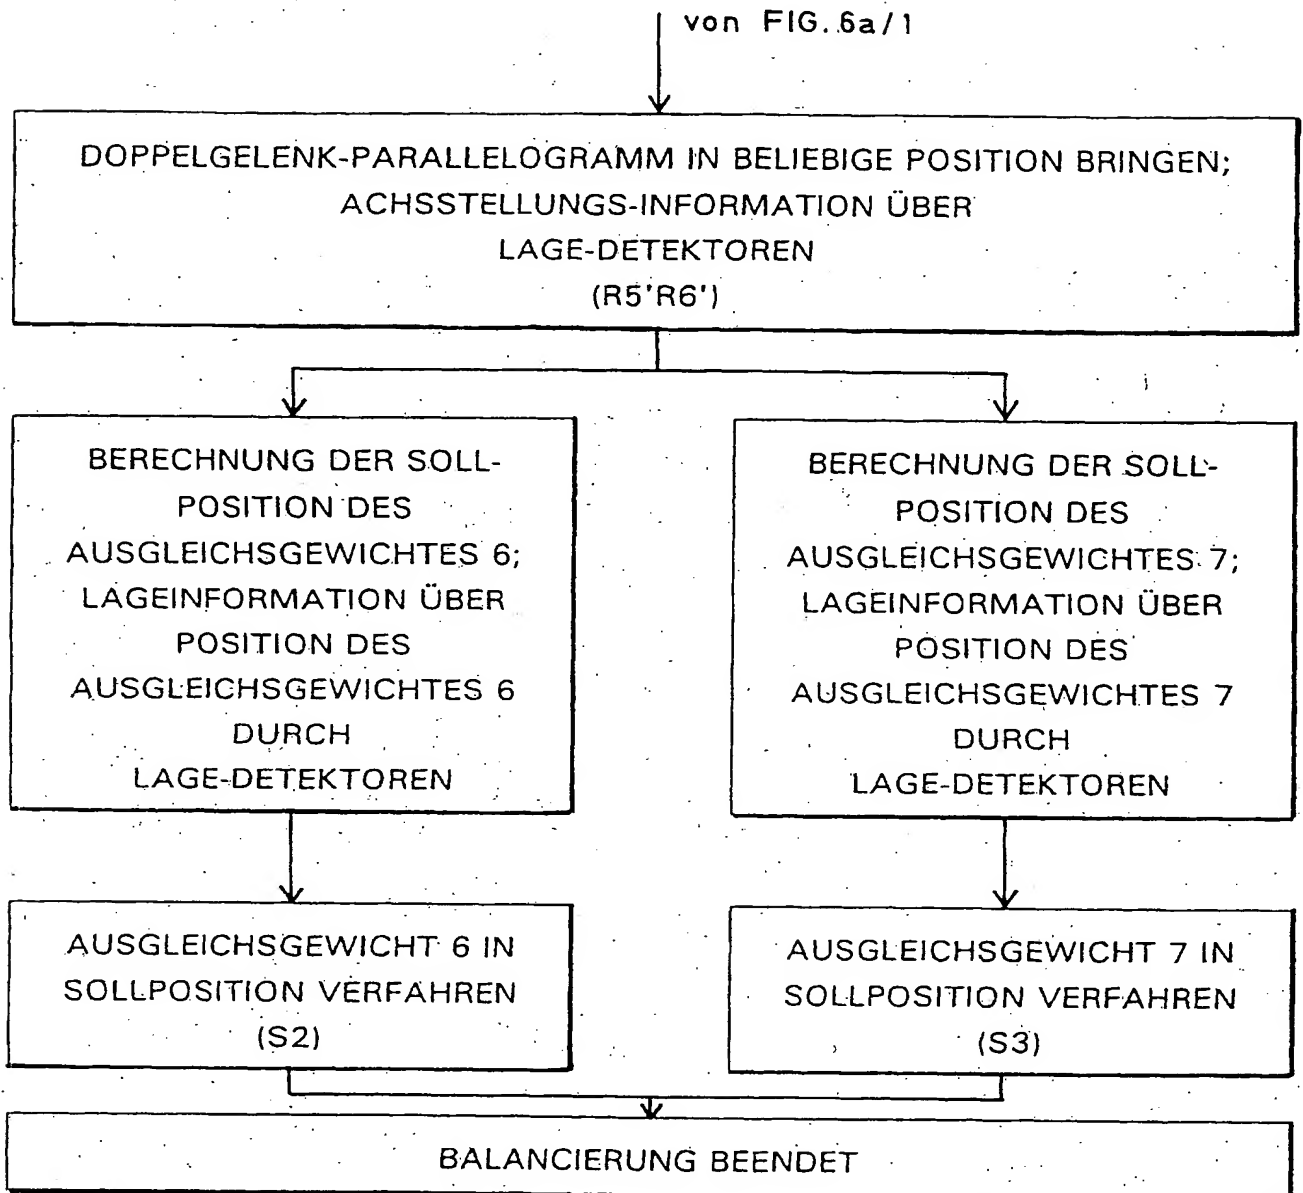 von FIG. 6a/1
DOPPELGELENK-PARALLELOGRAMM IN BELIEBIGE POSITION BRINGEN;
ACHSSTELLUNGS-INFORMATION ÜBER
LAGE-DETEKTOREN
(R5'R6')
BERECHNUNG DER SOLL-
POSITION DES
AUSGLEICHSGEWICHTES 6;
LAGEINFORMATION ÜBER
POSITION DES
AUSGLEICHSGEWICHTES 6
DURCH
LAGE-DETEKTOREN
BERECHNUNG DER SOLL-
POSITION DES
AUSGLEICHSGEWICHTES 7;
LAGEINFORMATION ÜBER
POSITION DES
AUSGLEICHSGEWICHTES 7
DURCH
LAGE-DETEKTOREN
AUSGLEICHSGEWICHT 6 IN
SOLLPOSITION VERFAHREN
(S2)
AUSGLEICHSGEWICHT 7 IN
SOLLPOSITION VERFAHREN
(S3)
BALANCIERUNG BEENDET